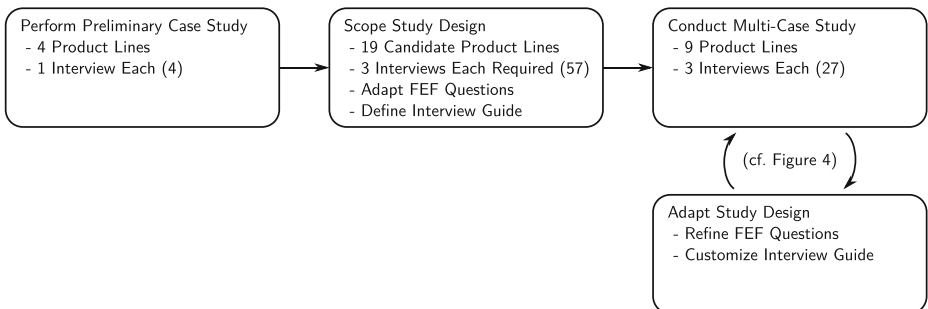 Perform Preliminary Case Study
- 4 Product Lines
- 1 Interview Each (4)
Scope Study Design
- 19 Candidate Product Lines
- 3 Interviews Each Required (57)
- Adapt FEF Questions
- Define Interview Guide
Conduct Multi-Case Study
- 9 Product Lines
- 3 Interviews Each (27)
(cf. Figure 4)
Adapt Study Design
- Refine FEF Questions
- Customize Interview Guide